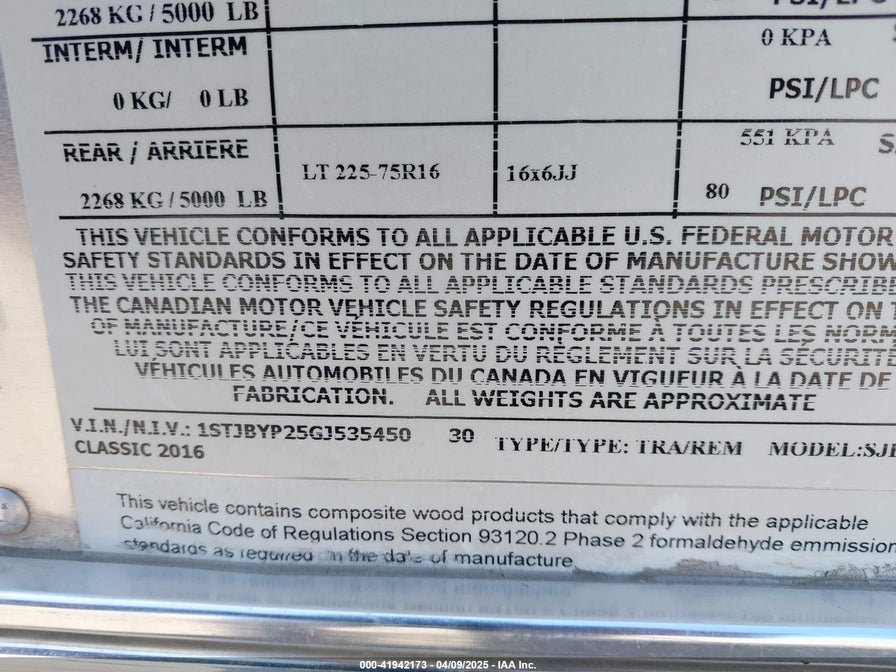 2268 KG / 5000 LB PSI/LPC
INTERM/ INTERM 0 KPA
0 KG/ 0 LB PSI/LPC
REAR / ARRIERE LT 225-75R16 16x6JJ 551 KPA
2268 KG / 5000 LB 80 PSI/LPC
THIS VEHICLE CONFORMS TO ALL APPLICABLE U.S. FEDERAL MOTOR
SAFETY STANDARDS IN EFFECT ON THE DATE OF MANUFACTURE SHOW
THIS VEHICLE CONFORMS TO ALL APPLICABLE STANDARDS PRESCRIBE
THE CANADIAN MOTOR VEHICLE SAFETY REGULATIONS IN EFFECT ON
OF MANUFACTURE/CE VÉHICULE EST CONFORME À TOUTES LES NORM
LUI SONT APPLICABLES EN VERTU DU RÈGLEMENT SUR LA SÉCURITÉ
VÉHICULES AUTOMOBILES DU CANADA EN VIGUEUR À LA DATE DE
FABRICATION. ALL WEIGHTS ARE APPROXIMATE
V.I.N./N.I.V.: 1STJBYP25GJ535450 30 TYPE/TYPE: TRA/REM MODEL:SJB
CLASSIC 2016
This vehicle contains composite wood products that comply with the applicable
California Code of Regulations Section 93120.2 Phase 2 formaldehyde emmission
standards as required in the date of manufacture
000-41942173 - 04/09/2025 - IAA Inc.